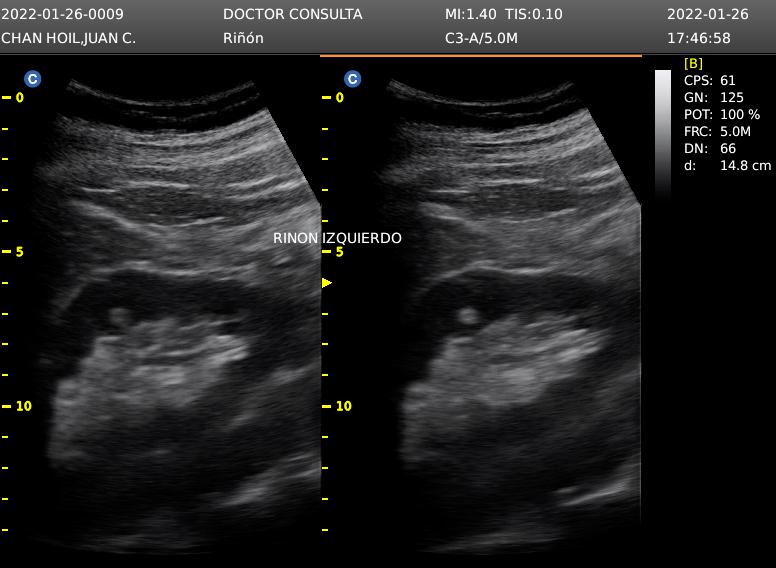 2022-01-26-0009 DOCTOR CONSULTA MI:1.40 TIS:0.10 2022-01-26
CHAN HOIL,JUAN C. Riñón C3-A/5.0M 17:46:58
[B]
CPS: 61
GN: 125
POT: 100 %
FRC: 5.0M
DN: 66
d: 14.8 cm
C C
0 0
RINON IZQUIERDO
5 5
10 10